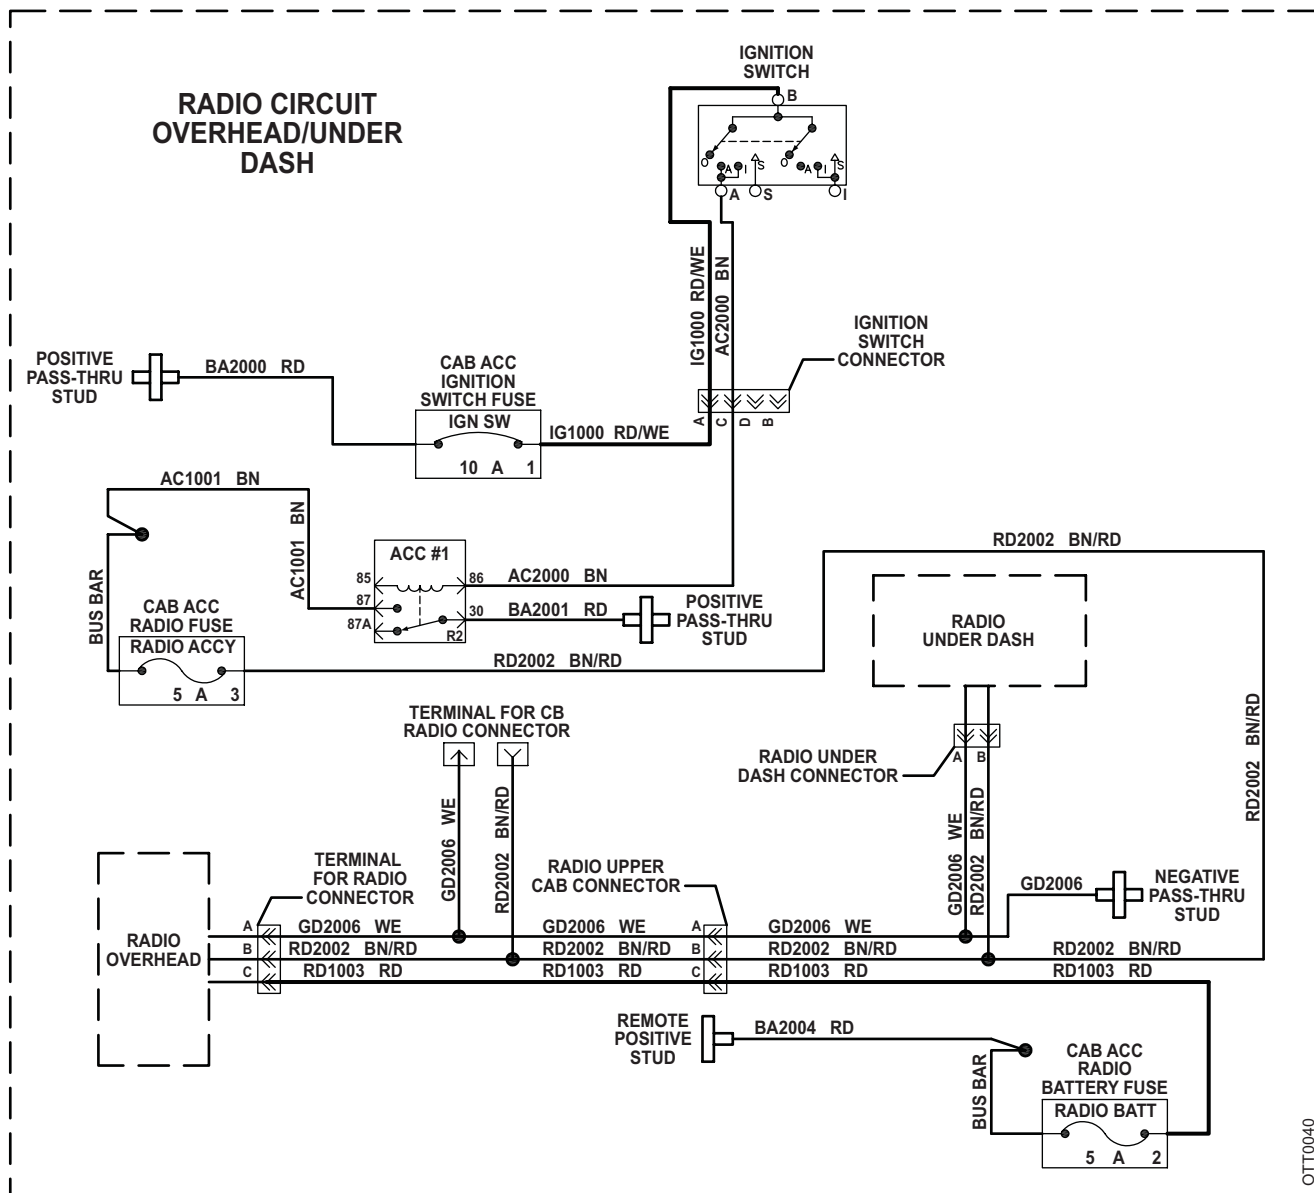 RADIO CIRCUIT
OVERHEAD/UNDER
DASH
IGNITION
SWITCH
B
O
A
I
S
O
A
I
S
A
S
I
IG1000 RD/WE
AC2000 BN
IGNITION
SWITCH
CONNECTOR
A
C
D
B
POSITIVE
PASS-THRU
STUD
BA2000 RD
CAB ACC
IGNITION
SWITCH FUSE
IGN SW
10 A 1
IG1000 RD/WE
AC1001 BN
AC1001 BN
BUS BAR
ACC #1
85
86
87
87A
30
R2
AC2000 BN
BA2001 RD
POSITIVE
PASS-THRU
STUD
CAB ACC
RADIO FUSE
RADIO ACCY
5 A 3
RD2002 BN/RD
RD2002 BN/RD
RADIO
UNDER DASH
RADIO UNDER
DASH CONNECTOR
A
B
GD2006 WE
RD2002 BN/RD
RD2002 BN/RD
TERMINAL FOR CB
RADIO CONNECTOR
GD2006 WE
RD2002 BN/RD
RADIO
OVERHEAD
TERMINAL
FOR RADIO
CONNECTOR
RADIO UPPER
CAB CONNECTOR
GD2006
NEGATIVE
PASS-THRU
STUD
A
GD2006 WE
GD2006 WE
A
GD2006 WE
B
RD2002 BN/RD
RD2002 BN/RD
B
RD2002 BN/RD
RD2002 BN/RD
C
RD1003 RD
RD1003 RD
C
RD1003 RD
RD1003 RD
REMOTE
POSITIVE
STUD
BA2004 RD
BUS BAR
CAB ACC
RADIO
BATTERY FUSE
RADIO BATT
5 A 2
OTT0040